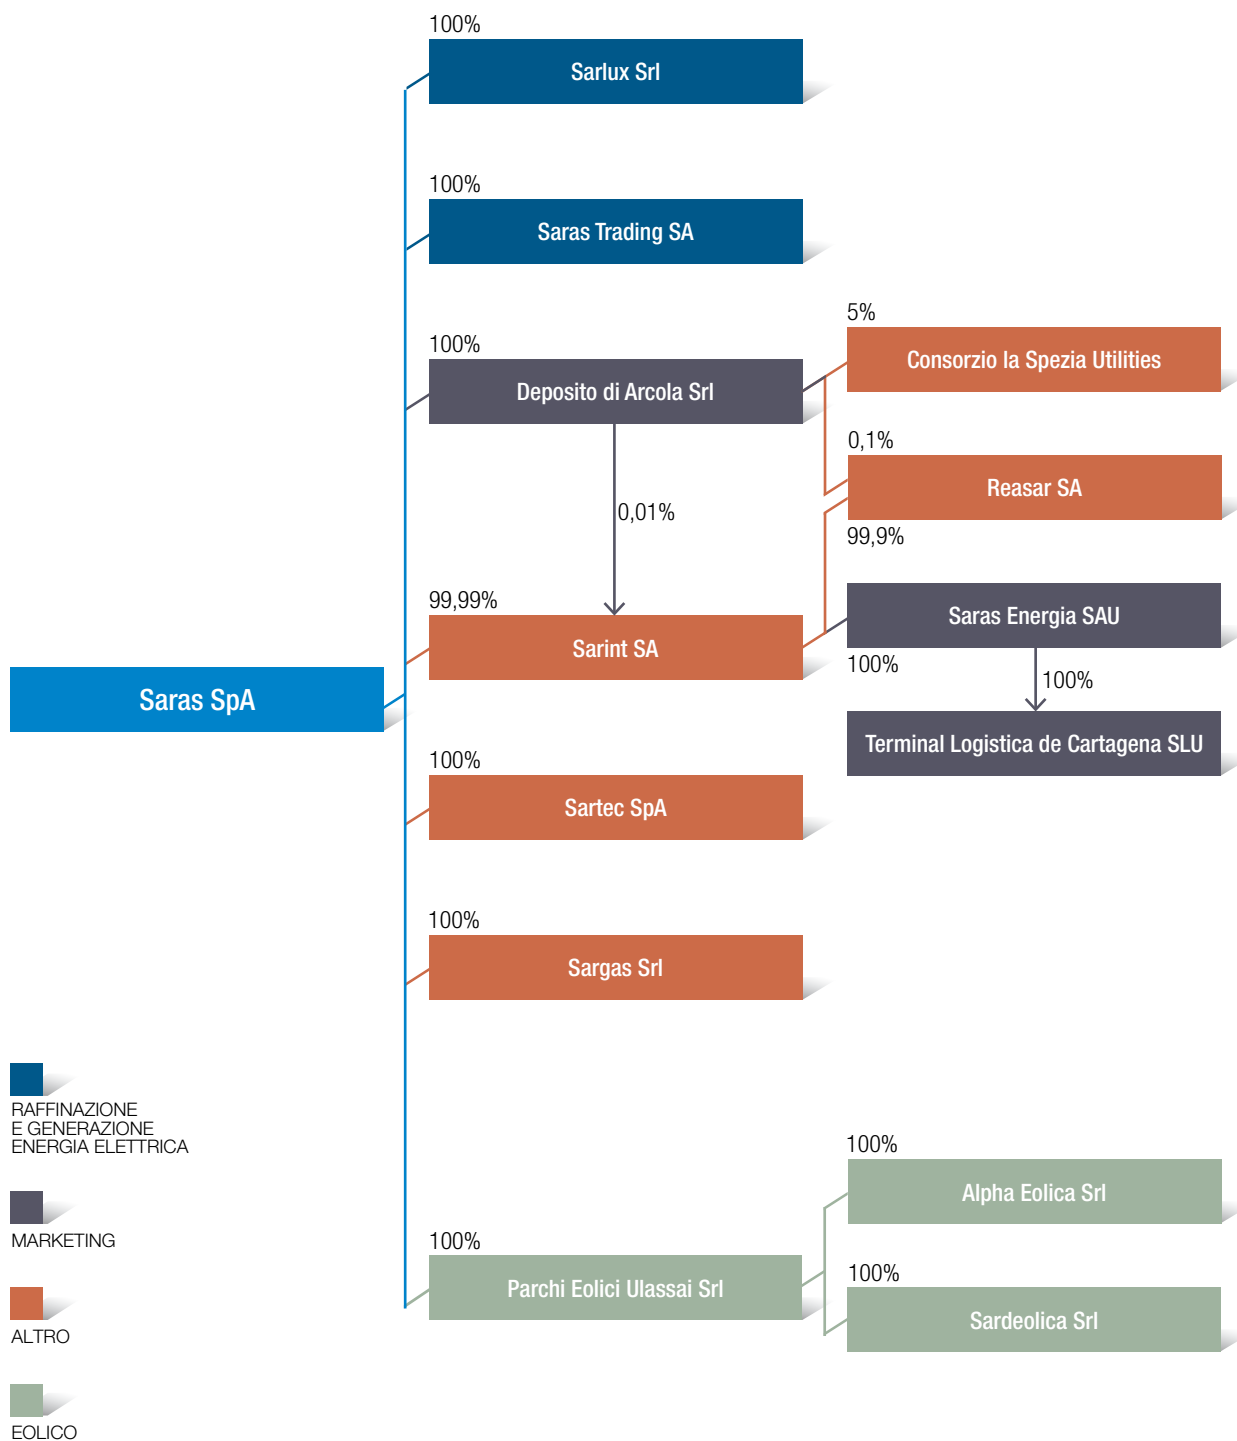 100%
Sarlux Srl
100%
Saras Trading SA
100%
Deposito di Arcola Srl
5%
Consorzio la Spezia Utilities
0,1%
Reasar SA
99,9%
0,01%
99,99%
Sarint SA
Saras Energia SAU
100%
100%
Terminal Logistica de Cartagena SLU
Saras SpA
100%
Sartec SpA
100%
Sargas Srl
100%
Parchi Eolici Ulassai Srl
100%
Alpha Eolica Srl
100%
Sardeolica Srl
RAFFINAZIONE
E GENERAZIONE
ENERGIA ELETTRICA
MARKETING
ALTRO
EOLICO